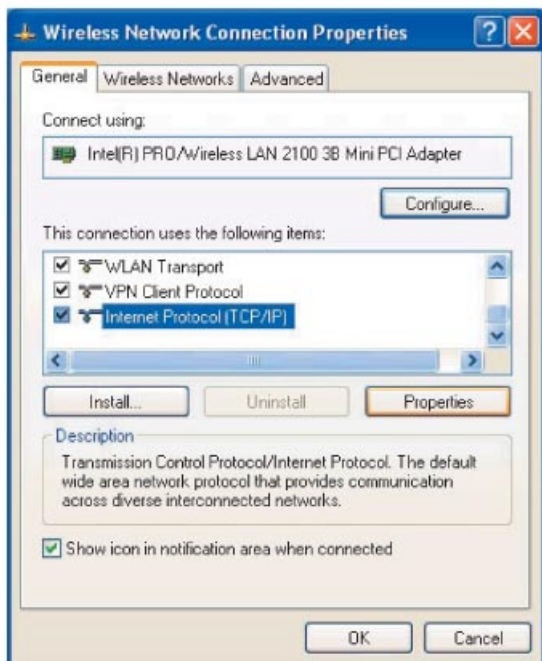 Wireless Network Connection Properties
General Wireless Networks Advanced
Connect using:
Intel(R) PRO/Wireless LAN 2100 3B Mini PCI Adapter
Configure...
This connection uses the following items:
WLAN Transport
VPN Client Protocol
Internet Protocol (TCP/IP)
Install... Uninstall Properties
Description
Transmission Control Protocol/Internet Protocol. The default
wide area network protocol that provides communication
across diverse interconnected networks.
Show icon in notification area when connected
OK Cancel